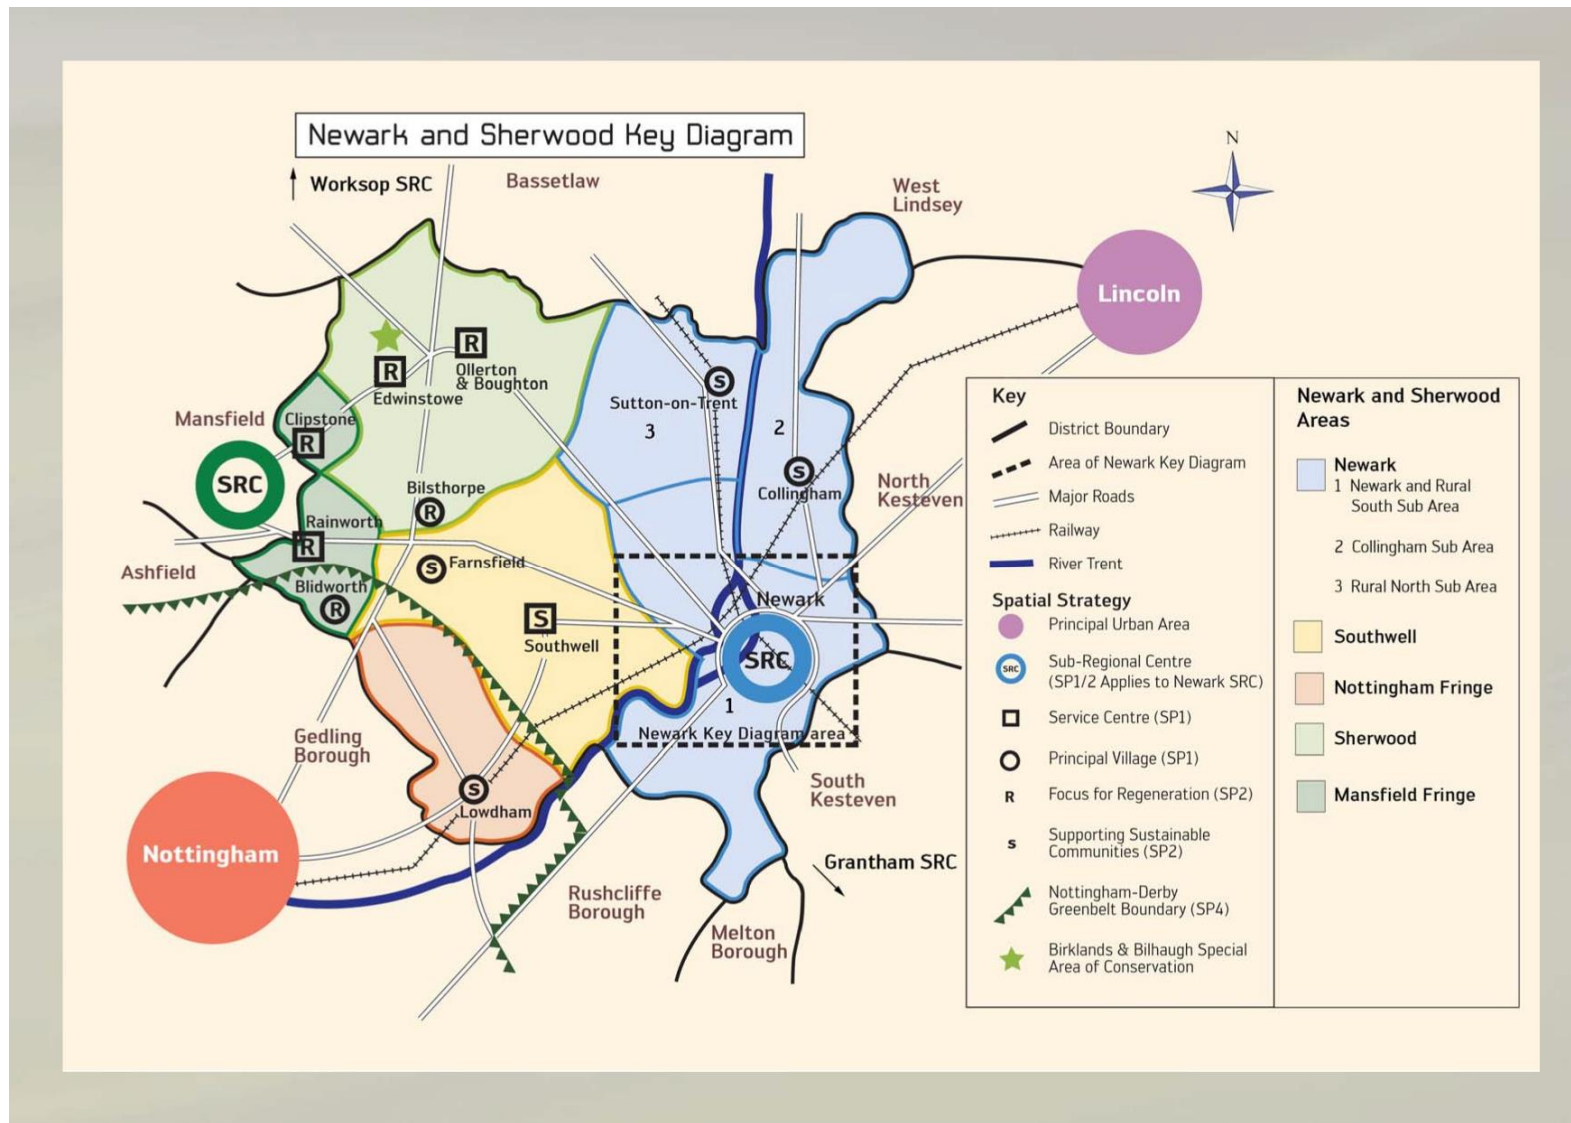 Newark and Sherwood Key Diagram
Worksop SRC
Bassetlaw
West
Lindsey
N
Lincoln
R
Ollerton
& Boughton
R
Edwinstowe
S
Sutton-on-Trent
3
2
Mansfield
Clipstone
R
SRC
S
Collingham
North
Kesteven
Bilsthorpe
R
Rainworth
R
Ashfield
S
Farnsfield
Blidworth
R
S
Southwell
Newark
SRC
1
Newark Key Diagram area
Gedling
Borough
South
Kesteven
S
Lowdham
Nottingham
Grantham SRC
Rushcliffe
Borough
Melton
Borough
Key
District Boundary
Area of Newark Key Diagram
Major Roads
Railway
River Trent
Spatial Strategy
Principal Urban Area
SRC
Sub-Regional Centre
(SP1/2 Applies to Newark SRC)
Service Centre (SP1)
Principal Village (SP1)
R Focus for Regeneration (SP2)
S Supporting Sustainable
Communities (SP2)
Nottingham-Derby
Greenbelt Boundary (SP4)
Birklands & Bilhaugh Special
Area of Conservation
Newark and Sherwood
Areas
Newark
1 Newark and Rural
South Sub Area
2 Collingham Sub Area
3 Rural North Sub Area
Southwell
Nottingham Fringe
Sherwood
Mansfield Fringe